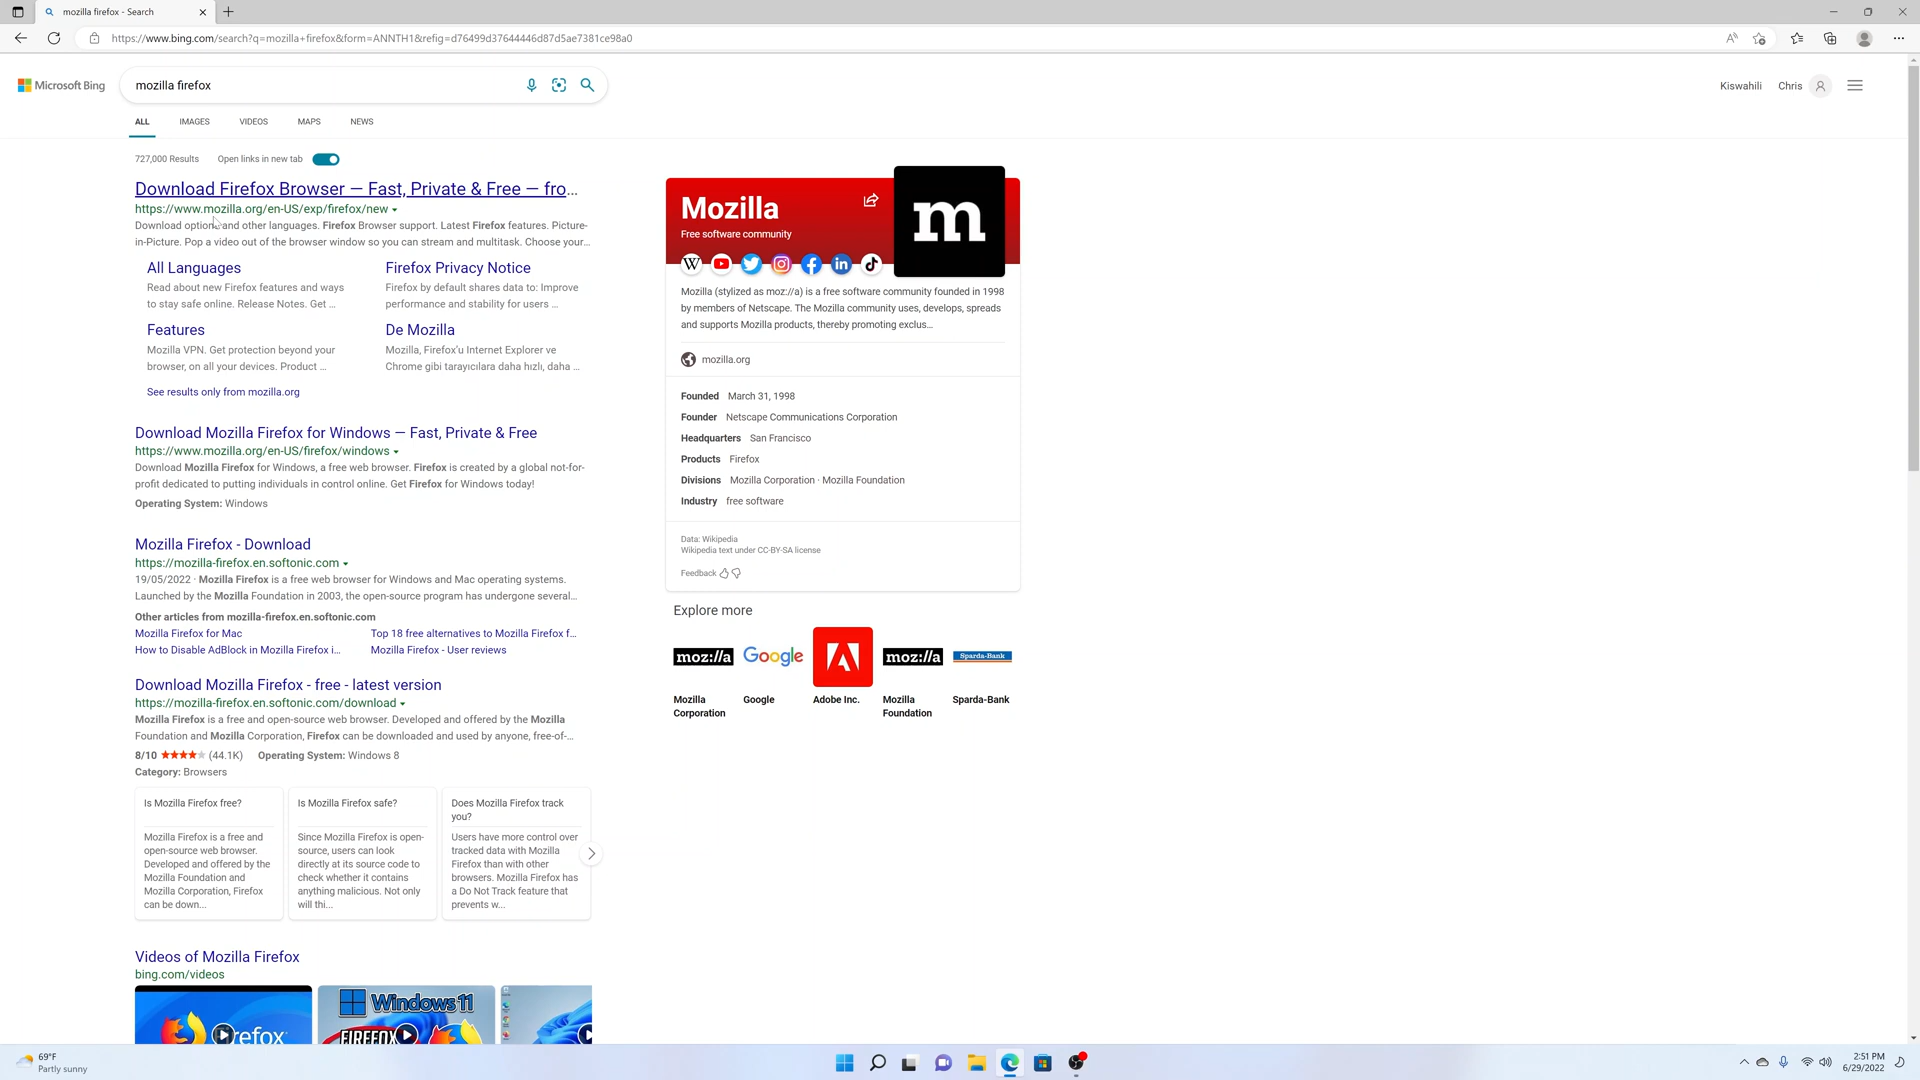 mozilla firefox - Search
https://www.bing.com/search?q=mozilla+firefox&form=ANNTH1&refig=d76499d37644446d87d5ae7381ce98a0
Microsoft Bing
mozilla firefox
Kiswahili
Chris
ALL
IMAGES
VIDEOS
MAPS
NEWS
727,000 Results
Open links in new tab
Download Firefox Browser — Fast, Private & Free — fro...
https://www.mozilla.org/en-US/exp/firefox/new
Download options and other languages. Firefox Browser support. Latest Firefox features. Picture-
in-Picture. Pop a video out of the browser window so you can stream and multitask. Choose your...
All Languages
Read about new Firefox features and ways
to stay safe online. Release Notes. Get ...
Firefox Privacy Notice
Firefox by default shares data to: Improve
performance and stability for users ...
Features
Mozilla VPN. Get protection beyond your
browser, on all your devices. Product ...
De Mozilla
Mozilla, Firefox'u Internet Explorer ve
Chrome gibi tarayıcılara daha hızlı, daha ...
See results only from mozilla.org
Download Mozilla Firefox for Windows — Fast, Private & Free
https://www.mozilla.org/en-US/firefox/windows
Download Mozilla Firefox for Windows, a free web browser. Firefox is created by a global not-for-
profit dedicated to putting individuals in control online. Get Firefox for Windows today!
Operating System: Windows
Mozilla Firefox - Download
https://mozilla-firefox.en.softonic.com
19/05/2022 · Mozilla Firefox is a free web browser for Windows and Mac operating systems.
Launched by the Mozilla Foundation in 2003, the open-source program has undergone several...
Other articles from mozilla-firefox.en.softonic.com
Mozilla Firefox for Mac
Top 18 free alternatives to Mozilla Firefox f...
How to Disable AdBlock in Mozilla Firefox i...
Mozilla Firefox - User reviews
Download Mozilla Firefox - free - latest version
https://mozilla-firefox.en.softonic.com/download
Mozilla Firefox is a free and open-source web browser. Developed and offered by the Mozilla
Foundation and Mozilla Corporation, Firefox can be downloaded and used by anyone, free-of-...
8/10 (44.1K) Operating System: Windows 8
Category: Browsers
Is Mozilla Firefox free?
Mozilla Firefox is a free and
open-source web browser.
Developed and offered by the
Mozilla Foundation and
Mozilla Corporation, Firefox
can be down...
Is Mozilla Firefox safe?
Since Mozilla Firefox is open-
source, users can look
directly at its source code to
check whether it contains
anything malicious. Not only
will thi...
Does Mozilla Firefox track
you?
Users have more control over
tracked data with Mozilla
Firefox than with other
browsers. Mozilla Firefox has
a Do Not Track feature that
prevents w...
Videos of Mozilla Firefox
bing.com/videos
Firefox
Windows 11
FIREFOX
Mozilla
Free software community
m
Mozilla (stylized as moz://a) is a free software community founded in 1998
by members of Netscape. The Mozilla community uses, develops, spreads
and supports Mozilla products, thereby promoting exclus...
mozilla.org
Founded March 31, 1998
Founder Netscape Communications Corporation
Headquarters San Francisco
Products Firefox
Divisions Mozilla Corporation · Mozilla Foundation
Industry free software
Data: Wikipedia
Wikipedia text under CC-BY-SA license
Feedback
Explore more
moz://a
Google
moz://a
Sparda-Bank
Mozilla
Corporation
Google
Adobe Inc.
Mozilla
Foundation
Sparda-Bank
69°F
Partly sunny
2:51 PM
6/29/2022